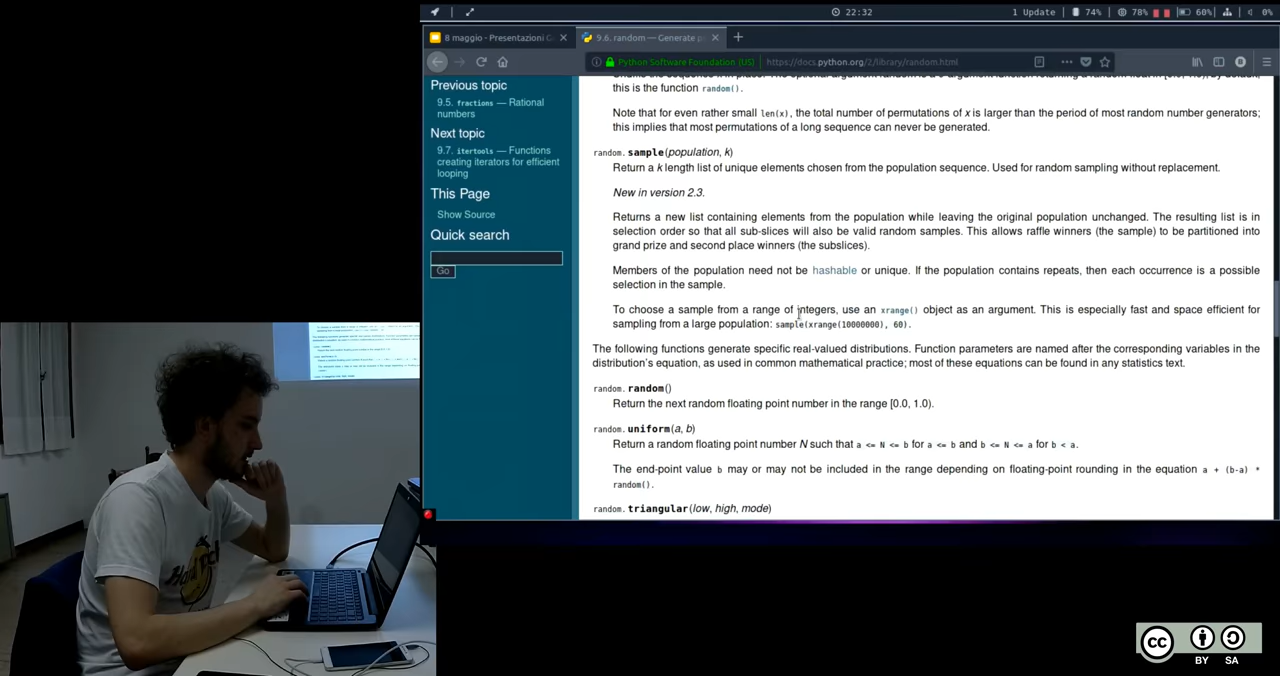 22:32
1 Update
74%
78%
60%
0%
8 maggio - Presentazioni G
9.6. random — Generate p
Python Software Foundation (US)
https://docs.python.org/2/library/random.html
Previous topic
9.5. fractions — Rational
numbers
Next topic
9.7. itertools — Functions
creating iterators for efficient
looping
This Page
Show Source
Quick search
Go
this is the function random().
Note that for even rather small len(x), the total number of permutations of x is larger than the period of most random number generators;
this implies that most permutations of a long sequence can never be generated.
random.sample(population, k)
Return a k length list of unique elements chosen from the population sequence. Used for random sampling without replacement.
New in version 2.3.
Returns a new list containing elements from the population while leaving the original population unchanged. The resulting list is in
selection order so that all sub-slices will also be valid random samples. This allows raffle winners (the sample) to be partitioned into
grand prize and second place winners (the subslices).
Members of the population need not be hashable or unique. If the population contains repeats, then each occurrence is a possible
selection in the sample.
To choose a sample from a range of integers, use an xrange() object as an argument. This is especially fast and space efficient for
sampling from a large population: sample(xrange(10000000), 60).
The following functions generate specific real-valued distributions. Function parameters are named after the corresponding variables in the
distribution's equation, as used in common mathematical practice; most of these equations can be found in any statistics text.
random.random()
Return the next random floating point number in the range [0.0, 1.0).
random.uniform(a, b)
Return a random floating point number N such that a <= N <= b for a <= b and b <= N <= a for b < a.
The end-point value b may or may not be included in the range depending on floating-point rounding in the equation a + (b-a) *
random().
random.triangular(low, high, mode)
cc
BY SA